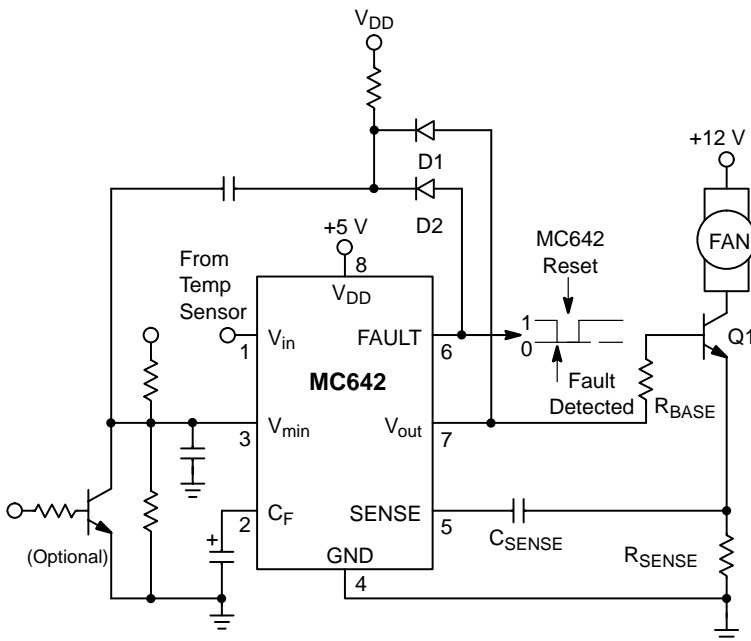 VDD
D1
D2
+12 V
FAN
Q1
+5 V
8
VDD
From
Temp
Sensor
1
Vin
FAULT
6
MC642
MC642
Reset
1
0
Fault
Detected
RBASE
3
Vmin
Vout
7
(Optional)
2
CF
+
SENSE
5
CSENSE
RSENSE
GND
4